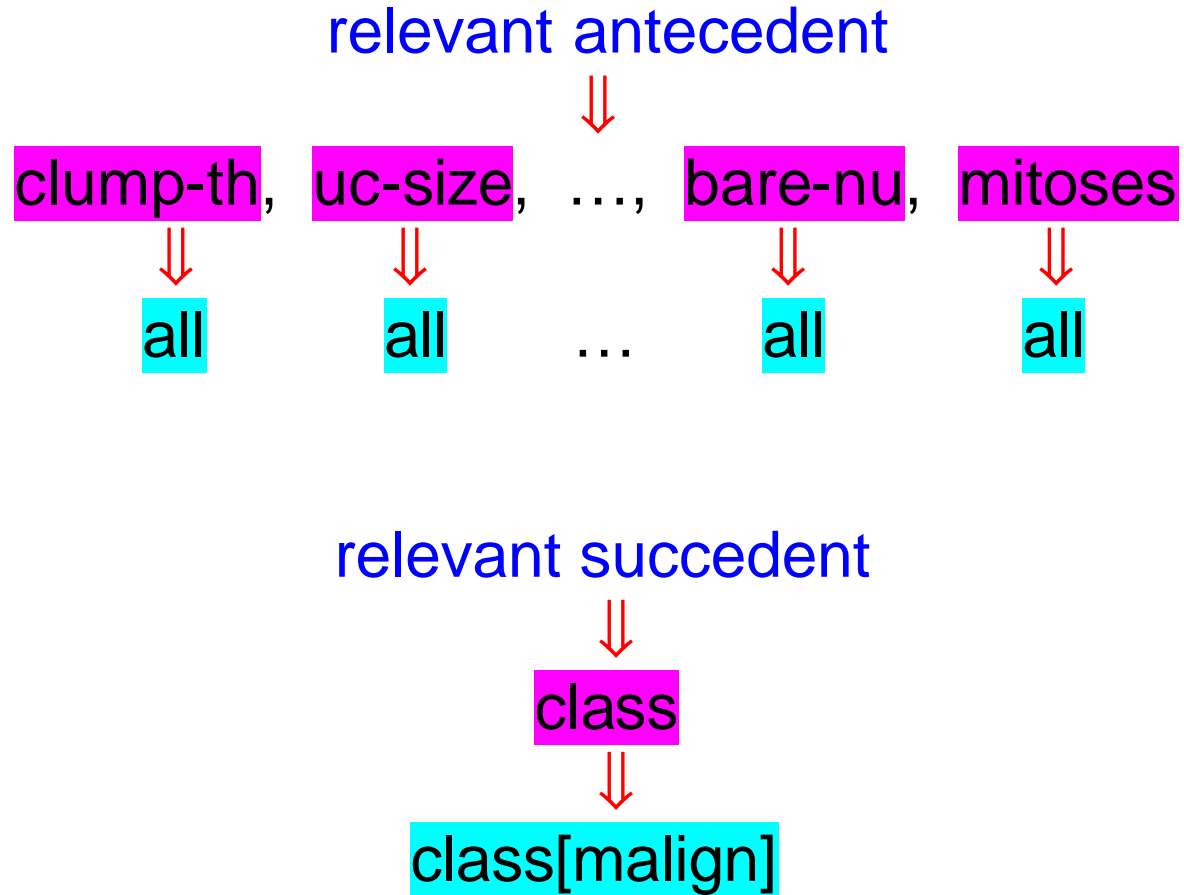 relevant antecedent
⇓
clump-th, uc-size, …, bare-nu, mitoses
⇓ ⇓ ⇓ ⇓
all all … all all
relevant succedent
⇓
class
⇓
class[malign]